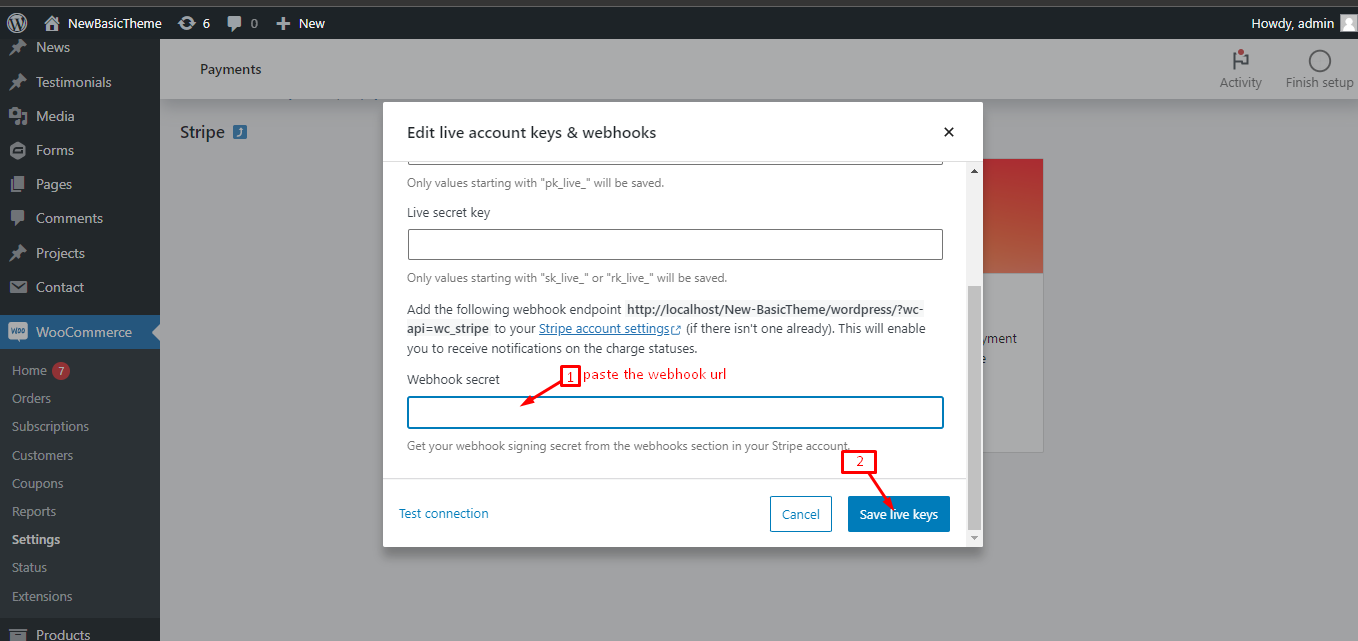 NewBasicTheme 6 0 New Howdy, admin
News
Testimonials
Media
Forms
Pages
Comments
Projects
Contact
WooCommerce
Home 7
Orders
Subscriptions
Customers
Coupons
Reports
Settings
Status
Extensions
Products
Payments
Activity
Finish setup
Stripe
Edit live account keys & webhooks
Only values starting with "pk_live_" will be saved.
Live secret key
Only values starting with "sk_live_" or "rk_live_" will be saved.
Add the following webhook endpoint http://localhost/New-BasicTheme/wordpress/?wc-
api=wc_stripe to your Stripe account settings (if there isn't one already). This will enable
you to receive notifications on the charge statuses.
Webhook secret
1 paste the webhook url
Get your webhook signing secret from the webhooks section in your Stripe account.
2
Test connection
Cancel
Save live keys